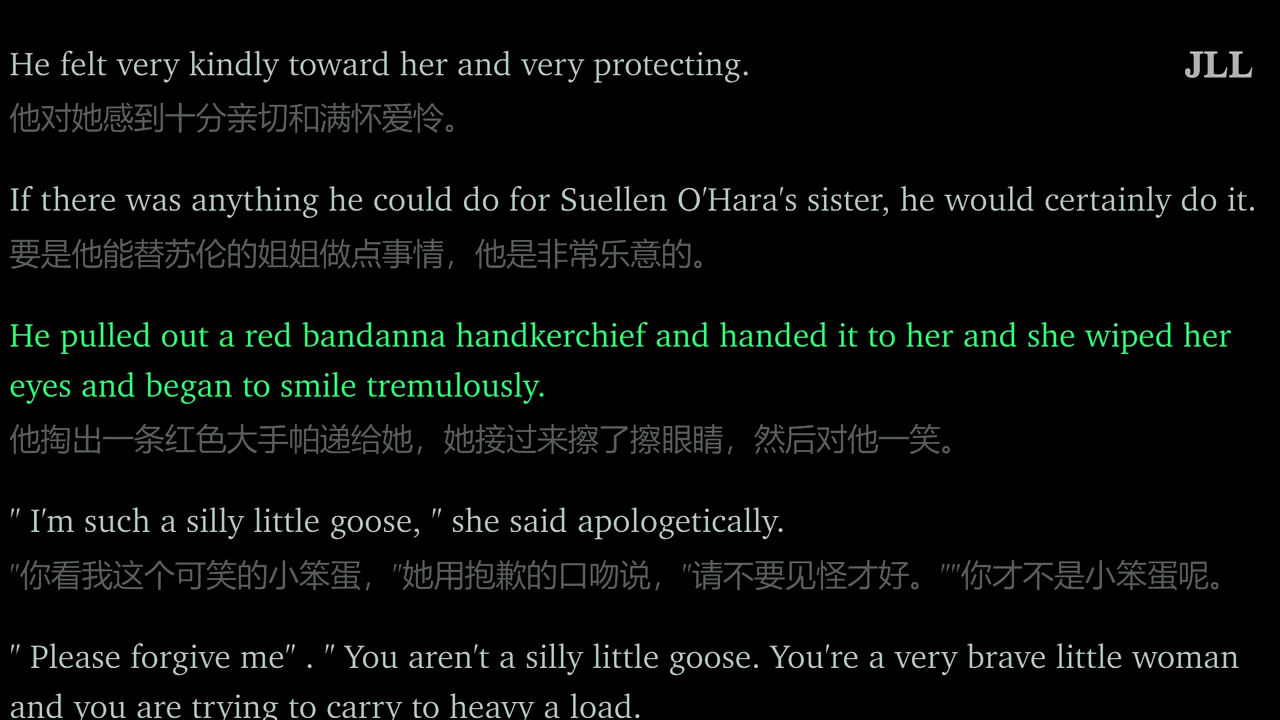 He felt very kindly toward her and very protecting.
JLL
他对她感到十分亲切和满怀爱怜。
If there was anything he could do for Suellen O'Hara's sister, he would certainly do it.
要是他能替苏伦的姐姐做点事情，他是非常乐意的。
He pulled out a red bandanna handkerchief and handed it to her and she wiped her
eyes and began to smile tremulously.
他掏出一条红色大手帕递给她，她接过来擦了擦眼睛，然后对他一笑。
" I'm such a silly little goose, " she said apologetically.
"你看我这个可笑的小笨蛋，"她用抱歉的口吻说，"请不要见怪才好。""你才不是小笨蛋呢。
" Please forgive me" . " You aren't a silly little goose. You're a very brave little woman
and you are trying to carry to heavy a load.